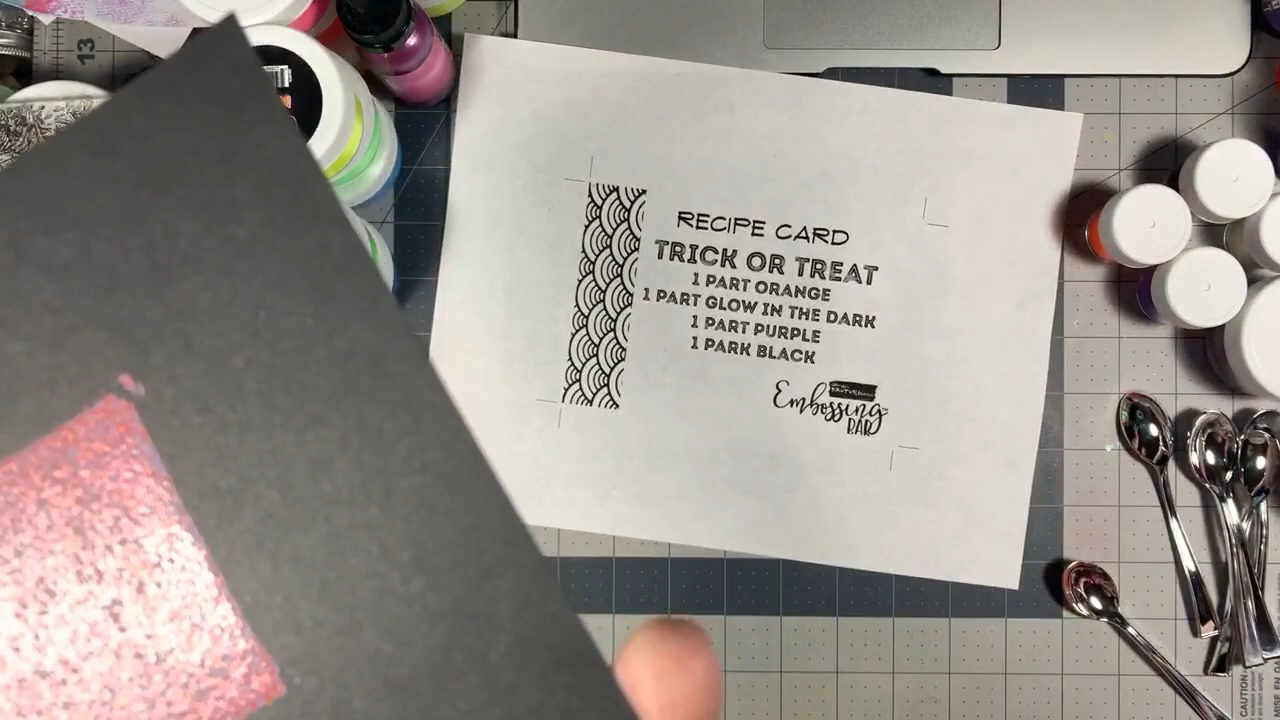 13
RECIPE CARD
TRICK OR TREAT
1 PART ORANGE
1 PART GLOW IN THE DARK
1 PART PURPLE
1 PARK BLACK
Embossing
BAR
CAUTION